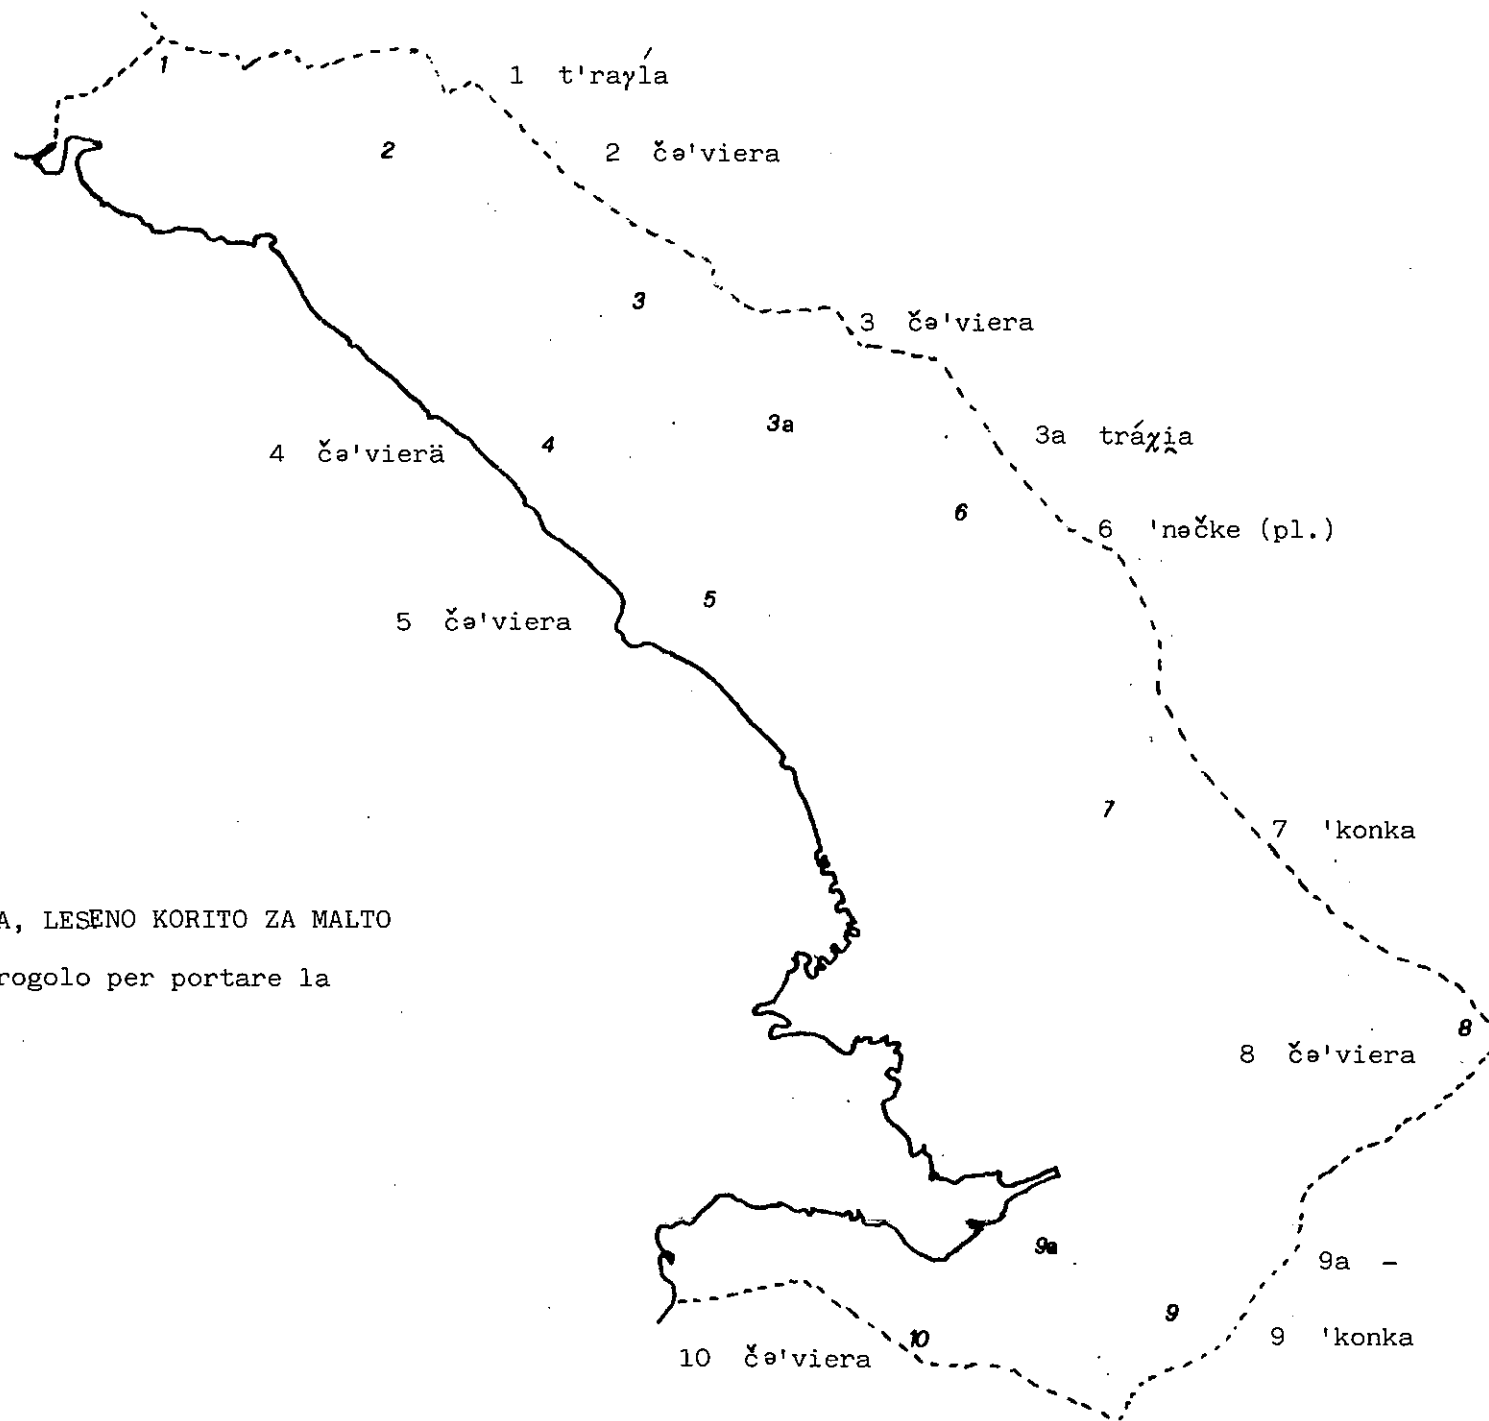 1
1 t'raγĺa
2
2 čə'viera
3
3 čə'viera
3a
3a tráχi̯a
4
4 čə'vierä
6
6 'nəčke (pl.)
5
5 čə'viera
7
7 'konka
A, LESENO KORITO ZA MALTO
rogolo per portare la
8
8 čə'viera
9a
9a –
9
9 'konka
10
10 čə'viera